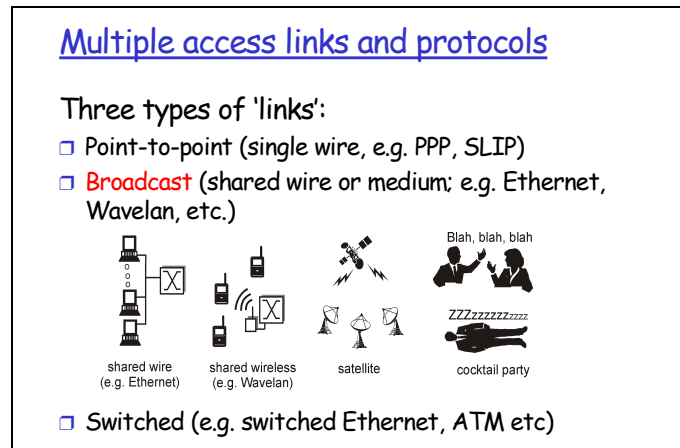 Multiple access links and protocols
Three types of ‘links’:
❒ Point-to-point (single wire, e.g. PPP, SLIP)
❒ Broadcast (shared wire or medium; e.g. Ethernet,
Wavelan, etc.)
Blah, blah, blah
ZZZzzzzzzzzzzz
shared wire
(e.g. Ethernet)
shared wireless
(e.g. Wavelan)
satellite
cocktail party
❒ Switched (e.g. switched Ethernet, ATM etc)